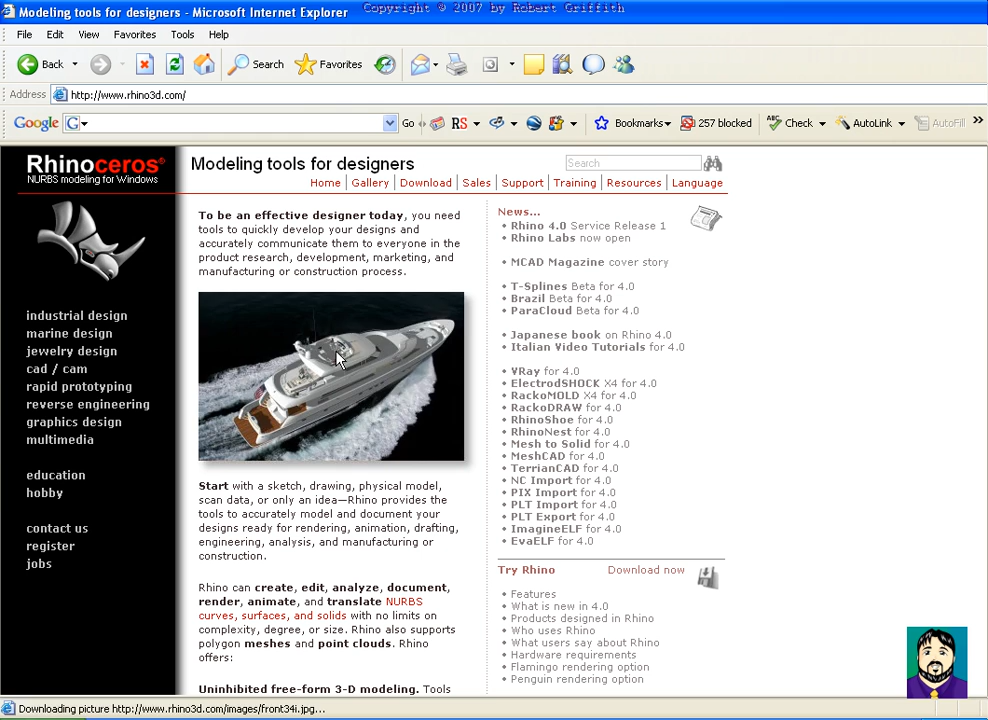 Modeling tools for designers - Microsoft Internet Explorer
Copyright © 2007 by Robert Griffith
File Edit View Favorites Tools Help
Back Search Favorites
Address http://www.rhino3d.com/
Google G Go RS Bookmarks 257 blocked Check AutoLink AutoFill »
Rhinoceros®
NURBS modeling for Windows
Modeling tools for designers
Search
Home Gallery Download Sales Support Training Resources Language
industrial design
marine design
jewelry design
cad / cam
rapid prototyping
reverse engineering
graphics design
multimedia
education
hobby
contact us
register
jobs
To be an effective designer today, you need
tools to quickly develop your designs and
accurately communicate them to everyone in the
product research, development, marketing, and
manufacturing or construction process.
Start with a sketch, drawing, physical model,
scan data, or only an idea—Rhino provides the
tools to accurately model and document your
designs ready for rendering, animation, drafting,
engineering, analysis, and manufacturing or
construction.
Rhino can create, edit, analyze, document,
render, animate, and translate NURBS
curves, surfaces, and solids with no limits on
complexity, degree, or size. Rhino also supports
polygon meshes and point clouds. Rhino
offers:
Uninhibited free-form 3-D modeling. Tools
News...
• Rhino 4.0 Service Release 1
• Rhino Labs now open
• MCAD Magazine cover story
• T-Splines Beta for 4.0
• Brazil Beta for 4.0
• ParaCloud Beta for 4.0
• Japanese book on Rhino 4.0
• Italian Video Tutorials for 4.0
• VRay for 4.0
• ElectrodSHOCK X4 for 4.0
• RackoMOLD X4 for 4.0
• RackoDRAW for 4.0
• RhinoShoe for 4.0
• RhinoNest for 4.0
• Mesh to Solid for 4.0
• MeshCAD for 4.0
• TerrianCAD for 4.0
• NC Import for 4.0
• PIX Import for 4.0
• PLT Import for 4.0
• PLT Export for 4.0
• ImagineELF for 4.0
• EvaELF for 4.0
Try Rhino Download now
• Features
• What is new in 4.0
• Products designed in Rhino
• Who uses Rhino
• What users say about Rhino
• Hardware requirements
• Flamingo rendering option
• Penguin rendering option
Downloading picture http://www.rhino3d.com/images/front34i.jpg...